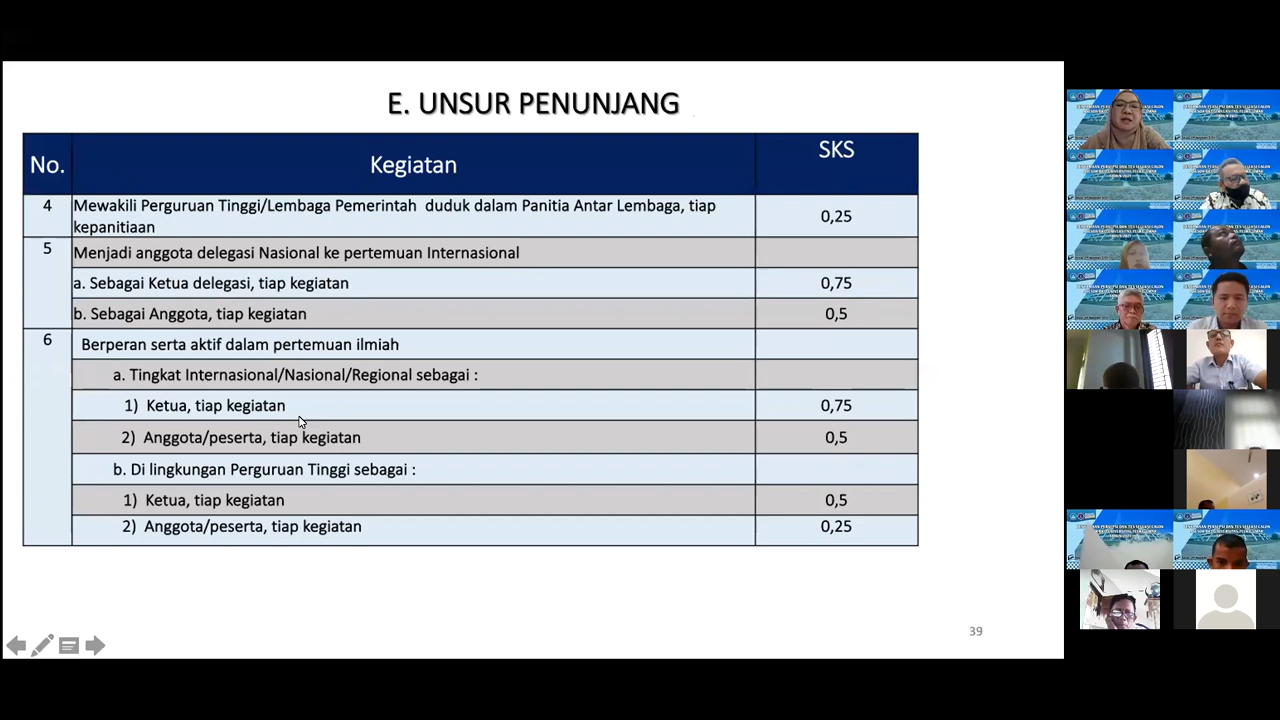 E. UNSUR PENUNJANG
No. Kegiatan SKS
4 Mewakili Perguruan Tinggi/Lembaga Pemerintah duduk dalam Panitia Antar Lembaga, tiap
kepanitiaan 0,25
5 Menjadi anggota delegasi Nasional ke pertemuan Internasional
a. Sebagai Ketua delegasi, tiap kegiatan 0,75
b. Sebagai Anggota, tiap kegiatan 0,5
6 Berperan serta aktif dalam pertemuan ilmiah
a. Tingkat Internasional/Nasional/Regional sebagai :
1) Ketua, tiap kegiatan 0,75
2) Anggota/peserta, tiap kegiatan 0,5
b. Di lingkungan Perguruan Tinggi sebagai :
1) Ketua, tiap kegiatan 0,5
2) Anggota/peserta, tiap kegiatan 0,25
39